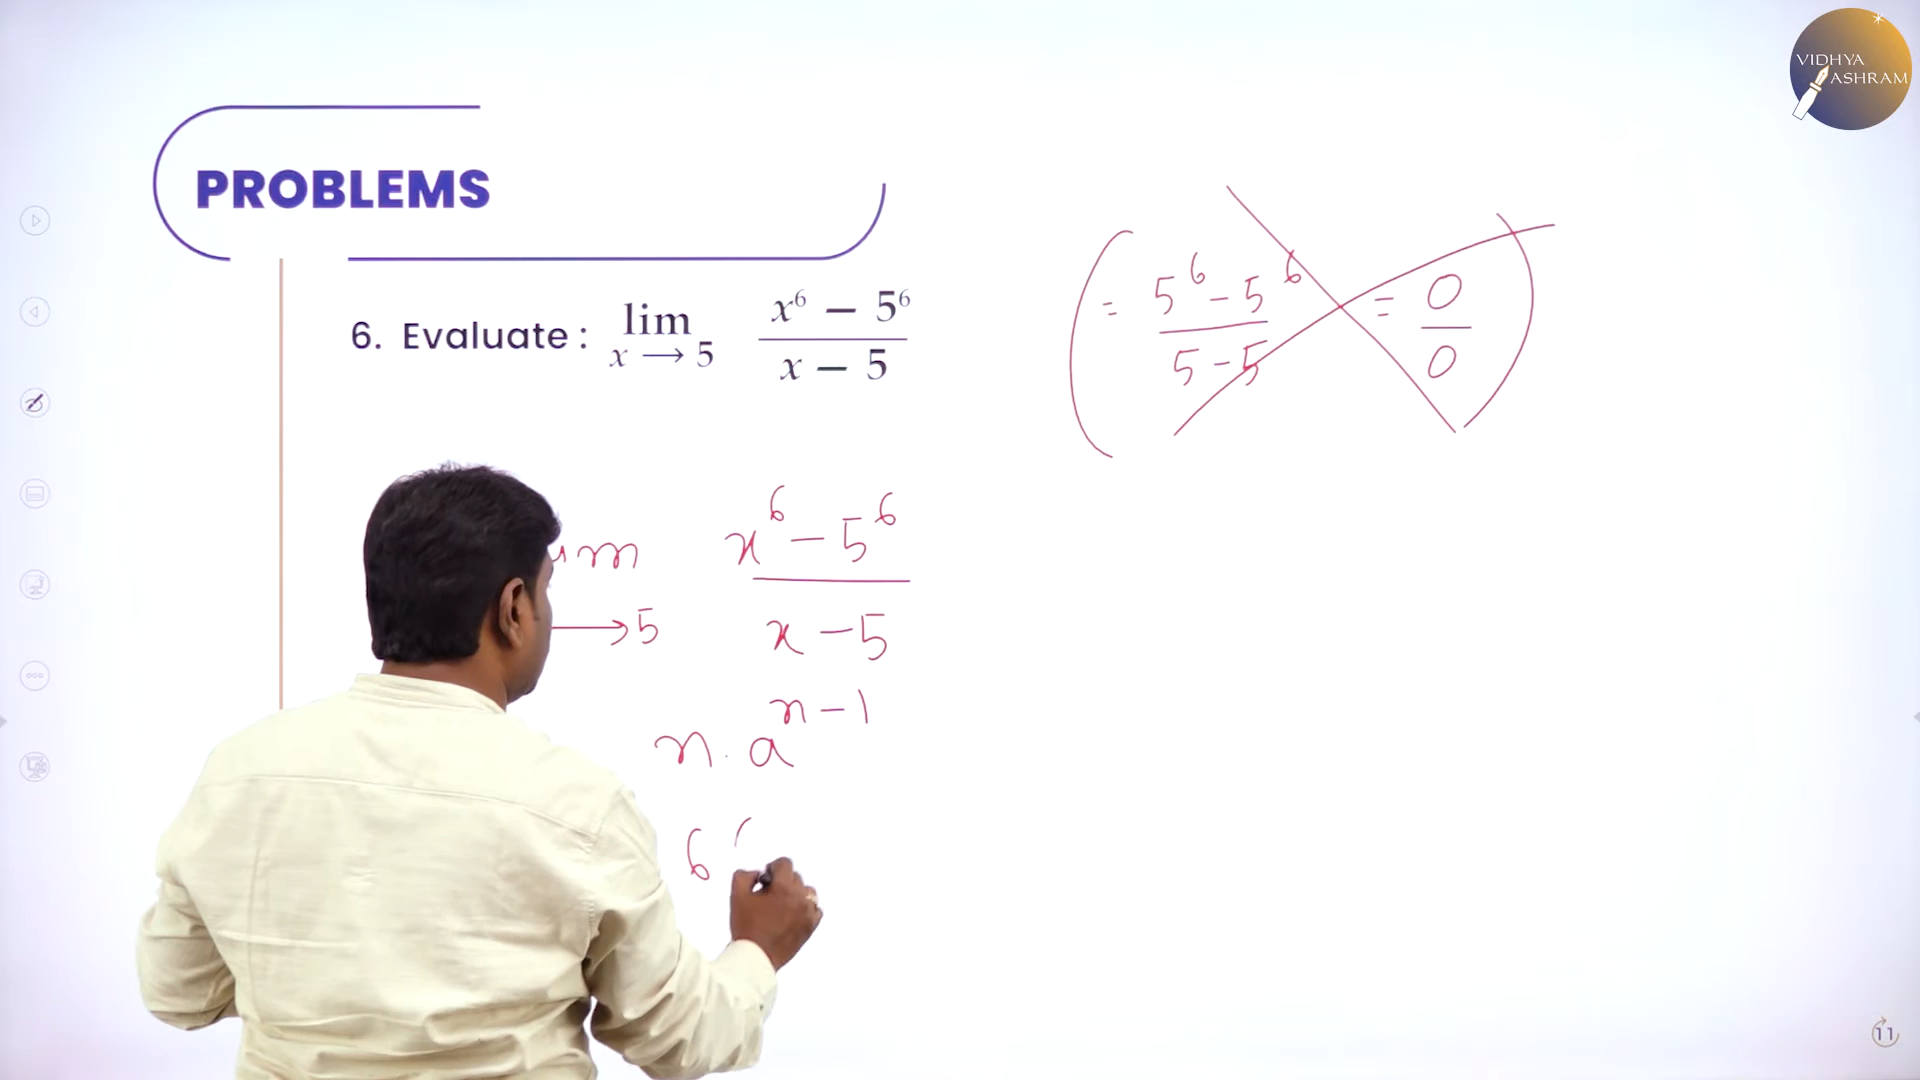 VIDHYA
ASHRAM
PROBLEMS
6. Evaluate : lim x → 5 (x⁶ − 5⁶)/(x − 5)
( = (5⁶ − 5⁶)/(5 − 5) = 0/0 )
→ 5 (x⁶ − 5⁶)/(x − 5)
n · aⁿ⁻¹
6 (
11